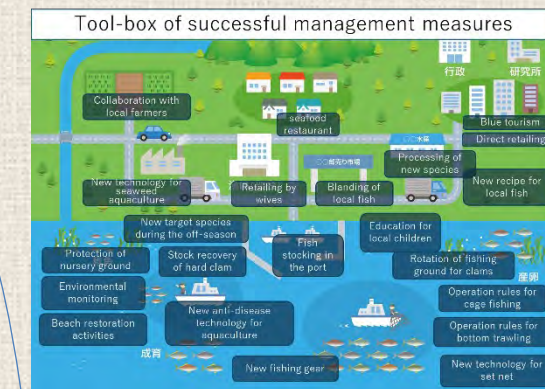 Tool-box of successful management measures
行政
研究所
Collaboration with
local farmers
seafood
restaurant
Blue tourism
Direct retailing
Processing of
new species
New technology for
seaweed
aquaculture
Retailing by
wives
Blanding of
local fish
New recipe for
local fish
New target species
during the off-season
Education for
local children
Fish
stocking in
the port
Protection of
nursery ground
Stock recovery
of hard clam
Rotation of fishing
ground for clams
産卵
Environmental
monitoring
Operation rules for
cege fishing
New anti-disease
technology for
aquaculture
Beach restoration
activities
Operation rules for
bottom trawling
成育
New fishing gear
New technology for
set net